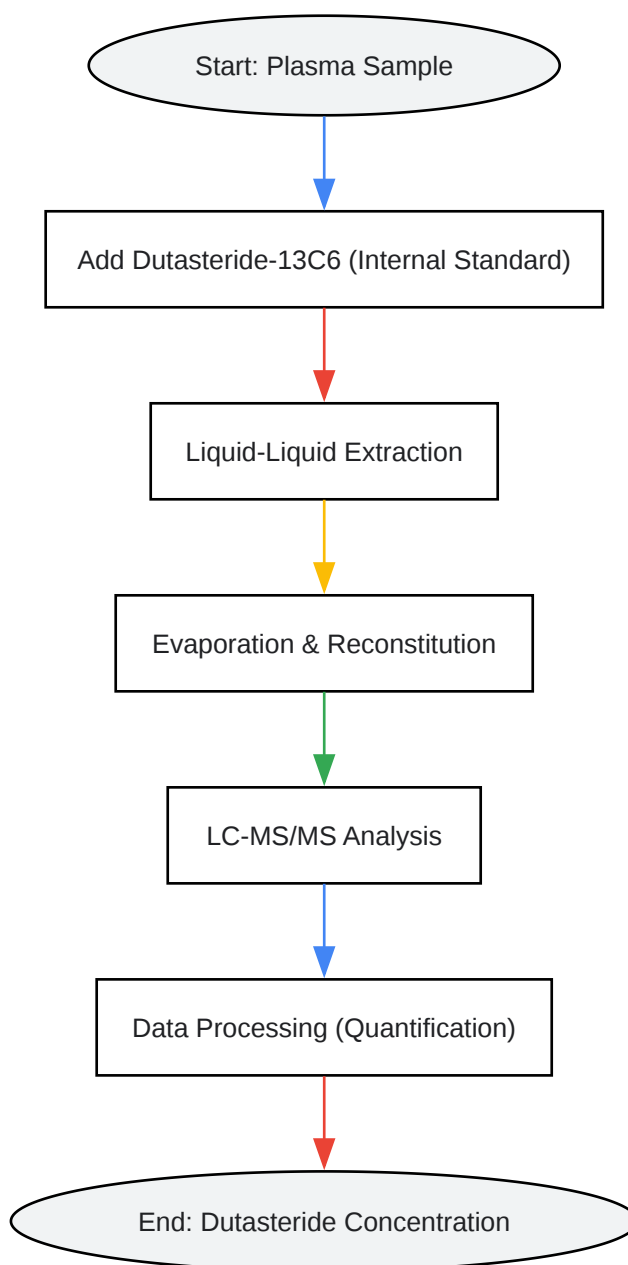 Start: Plasma Sample
Add Dutasteride-13C6 (Internal Standard)
Liquid-Liquid Extraction
Evaporation & Reconstitution
LC-MS/MS Analysis
Data Processing (Quantification)
End: Dutasteride Concentration